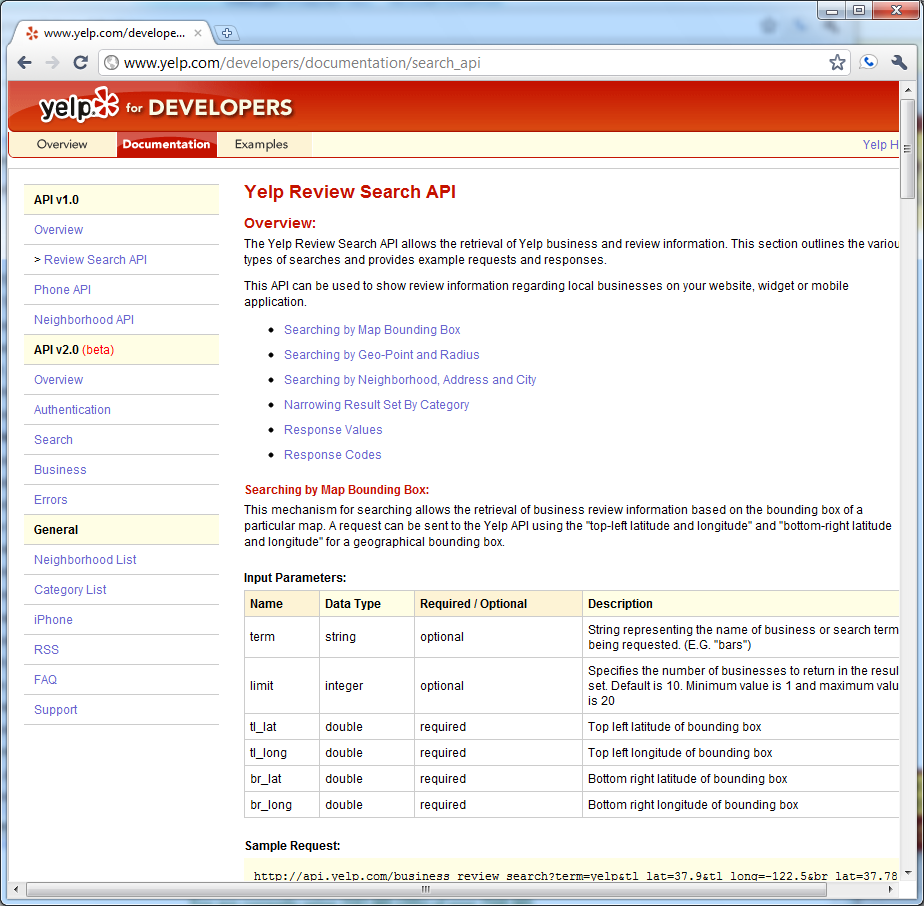 www.yelp.com/develope...
www.yelp.com/developers/documentation/search_api
yelp for DEVELOPERS
Overview Documentation Examples Yelp H
API v1.0
Overview
> Review Search API
Phone API
Neighborhood API
API v2.0 (beta)
Overview
Authentication
Search
Business
Errors
General
Neighborhood List
Category List
iPhone
RSS
FAQ
Support
Yelp Review Search API
Overview:
The Yelp Review Search API allows the retrieval of Yelp business and review information. This section outlines the variou
types of searches and provides example requests and responses.
This API can be used to show review information regarding local businesses on your website, widget or mobile
application.
Searching by Map Bounding Box
Searching by Geo-Point and Radius
Searching by Neighborhood, Address and City
Narrowing Result Set By Category
Response Values
Response Codes
Searching by Map Bounding Box:
This mechanism for searching allows the retrieval of business review information based on the bounding box of a
particular map. A request can be sent to the Yelp API using the "top-left latitude and longitude" and "bottom-right latitude
and longitude" for a geographical bounding box.
Input Parameters:
Name Data Type Required / Optional Description
term string optional String representing the name of business or search term
being requested. (E.G. "bars")
limit integer optional Specifies the number of businesses to return in the resul
set. Default is 10. Minimum value is 1 and maximum valu
is 20
tl_lat double required Top left latitude of bounding box
tl_long double required Top left longitude of bounding box
br_lat double required Bottom right latitude of bounding box
br_long double required Bottom right longitude of bounding box
Sample Request:
http://api.yelp.com/business_review_search?term=yelp&tl_lat=37.9&tl_long=-122.5&br_lat=37.78